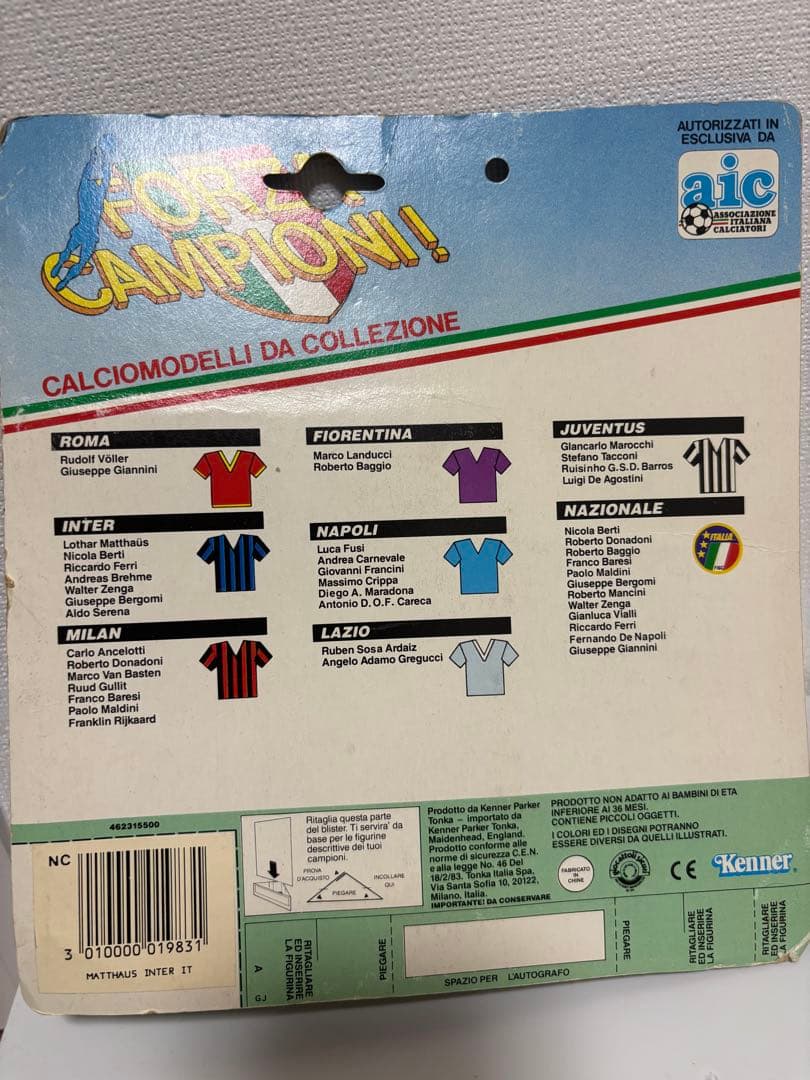 FORZA
CAMPIONI!
CALCIOMODELLI DA COLLEZIONE
AUTORIZZATI IN
ESCLUSIVA DA
aic
ASSOCIAZIONE
ITALIANA
CALCIATORI
ROMA
Rudolf Völler
Giuseppe Giannini
INTER
Lothar Matthaüs
Nicola Berti
Riccardo Ferri
Andreas Brehme
Walter Zenga
Giuseppe Bergomi
Aldo Serena
MILAN
Carlo Ancelotti
Roberto Donadoni
Marco Van Basten
Ruud Gullit
Franco Baresi
Paolo Maldini
Franklin Rijkaard
FIORENTINA
Marco Landucci
Roberto Baggio
NAPOLI
Luca Fusi
Andrea Carnevale
Giovanni Francini
Massimo Crippa
Diego A. Maradona
Antonio D.O.F. Careca
LAZIO
Ruben Sosa Ardaiz
Angelo Adamo Gregucci
JUVENTUS
Giancarlo Marocchi
Stefano Tacconi
Ruisinho G.S.D. Barros
Luigi De Agostini
NAZIONALE
Nicola Berti
Roberto Donadoni
Roberto Baggio
Franco Baresi
Paolo Maldini
Giuseppe Bergomi
Roberto Mancini
Walter Zenga
Gianluca Vialli
Riccardo Ferri
Fernando De Napoli
Giuseppe Giannini
ITALIA
FIGC
462315500
NC
3 010000 019831
MATTHAUS INTER IT
Ritaglia questa parte
del blister. Ti servira' da
base per le figurine
descrittive dei tuoi
campioni.
PROVA
D'ACQUISTO
PIEGARE
INCOLLARE
QUI
Prodotto da Kenner Parker
Tonka – importato da
Kenner Parker Tonka,
Maidenhead, England.
Prodotto conforme alle
norme di sicurezza C.E.N.
e alla legge No. 46 Del
18/2/83. Tonka Italia Spa,
Via Santa Sofia 10, 20122,
Milano, Italia.
IMPORTANTE! DA CONSERVARE
PRODOTTO NON ADATTO AI BAMBINI DI ETA
INFERIORE AI 36 MESI.
CONTIENE PICCOLI OGGETTI.
I COLORI ED I DISEGNI POTRANNO
ESSERE DIVERSI DA QUELLI ILLUSTRATI.
FABRICATO
IN
CHINE
CE
Kenner
A
GJ
RITAGLIARE
ED INSERIRE
LA FIGURINA
PIEGARE
SPAZIO PER L'AUTOGRAFO
PIEGARE
RITAGLIARE
ED INSERIRE
LA FIGURINA
RITAGLIARE
ED INSERIRE
LA FIGURINA